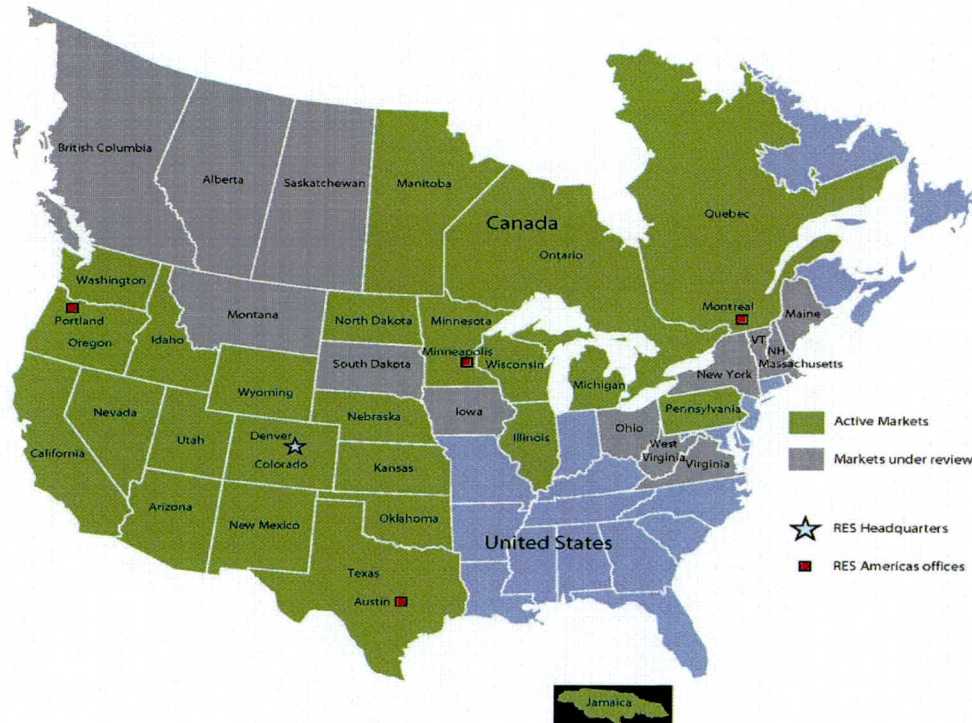 British Columbia
Alberta
Saskatchewan
Manitoba
Canada
Ontario
Quebec
Washington
Portland
Oregon
Idaho
Montana
North Dakota
Minnesota
Minneapolis
Wisconsin
South Dakota
Michigan
Montreal
Maine
VT
NH
Massachusetts
New York
Wyoming
Nebraska
Iowa
Illinois
Ohio
Pennsylvania
West
Virginia
Virginia
Nevada
Utah
Denver
Colorado
Kansas
California
Arizona
New Mexico
Oklahoma
United States
Texas
Austin
Jamaica
Active Markets
Markets under review
RES Headquarters
RES Americas offices